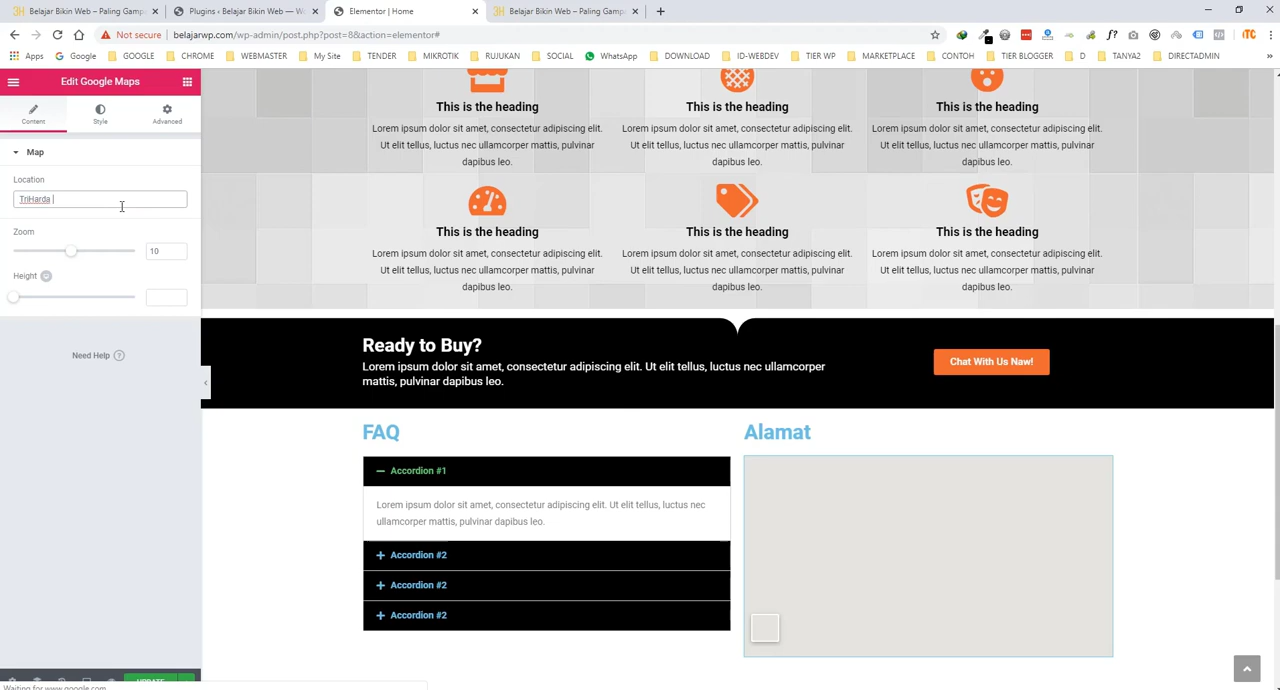 Belajar Bikin Web – Paling Gamp
Plugins ‹ Belajar Bikin Web — W
Elementor | Home
Belajar Bikin Web – Paling Gamp
Not secure
belajarwp.com/wp-admin/post.php?post=8&action=elementor#
Apps
Google
GOOGLE
CHROME
WEBMASTER
My Site
TENDER
MIKROTIK
RUJUKAN
SOCIAL
WhatsApp
DOWNLOAD
ID-WEBDEV
TIER WP
MARKETPLACE
CONTOH
TIER BLOGGER
D
TANYA2
DIRECTADMIN
Edit Google Maps
Content
Style
Advanced
Map
Location
TriHarda
Zoom
10
Height
Need Help
UPDATE
Waiting for www.google.com
This is the heading
Lorem ipsum dolor sit amet, consectetur adipiscing elit.
Ut elit tellus, luctus nec ullamcorper mattis, pulvinar
dapibus leo.
This is the heading
Lorem ipsum dolor sit amet, consectetur adipiscing elit.
Ut elit tellus, luctus nec ullamcorper mattis, pulvinar
dapibus leo.
This is the heading
Lorem ipsum dolor sit amet, consectetur adipiscing elit.
Ut elit tellus, luctus nec ullamcorper mattis, pulvinar
dapibus leo.
This is the heading
Lorem ipsum dolor sit amet, consectetur adipiscing elit.
Ut elit tellus, luctus nec ullamcorper mattis, pulvinar
dapibus leo.
This is the heading
Lorem ipsum dolor sit amet, consectetur adipiscing elit.
Ut elit tellus, luctus nec ullamcorper mattis, pulvinar
dapibus leo.
This is the heading
Lorem ipsum dolor sit amet, consectetur adipiscing elit.
Ut elit tellus, luctus nec ullamcorper mattis, pulvinar
dapibus leo.
Ready to Buy?
Lorem ipsum dolor sit amet, consectetur adipiscing elit. Ut elit tellus, luctus nec ullamcorper
mattis, pulvinar dapibus leo.
Chat With Us Naw!
FAQ
Accordion #1
Lorem ipsum dolor sit amet, consectetur adipiscing elit. Ut elit tellus, luctus nec
ullamcorper mattis, pulvinar dapibus leo.
Accordion #2
Accordion #2
Accordion #2
Alamat